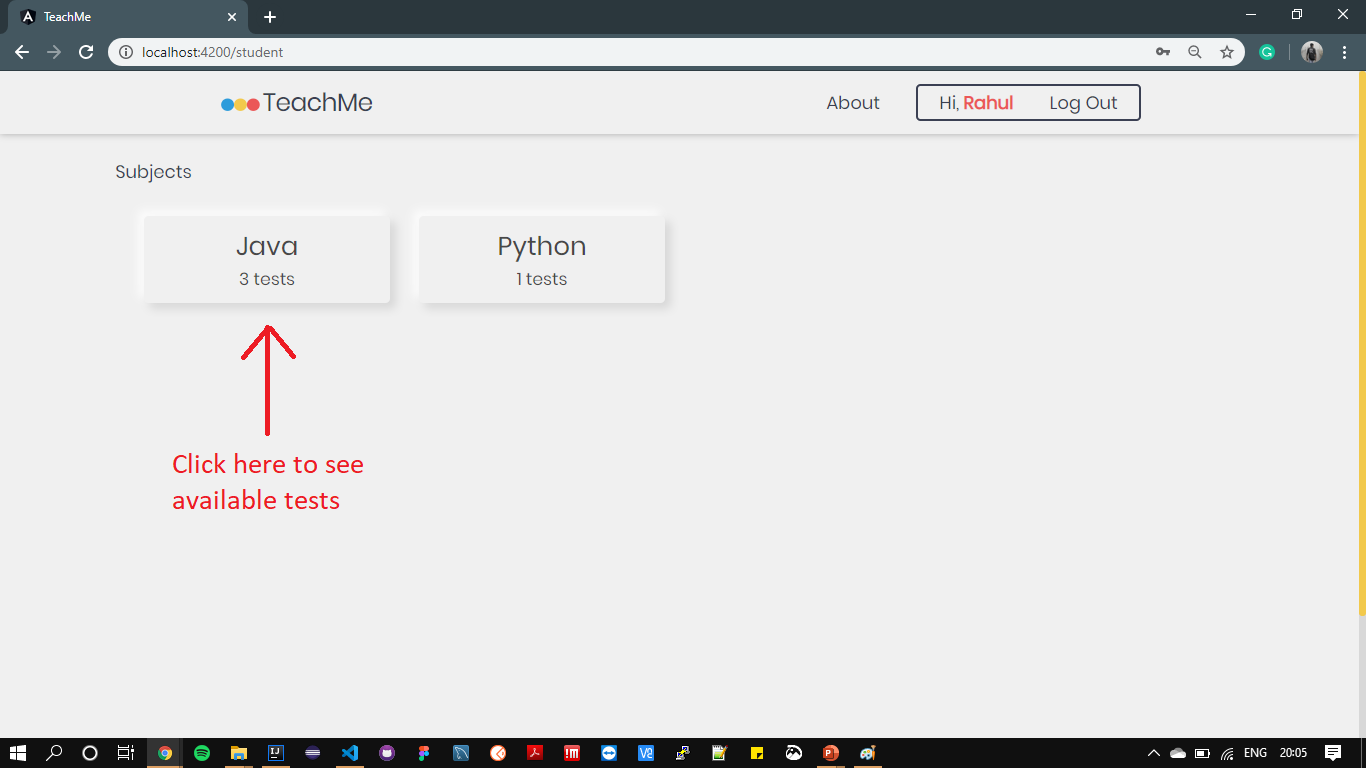 TeachMe
localhost:4200/student
TeachMe
About
Hi, Rahul
Log Out
Subjects
Java
3 tests
Python
1 tests
Click here to see
available tests
ENG
20:05